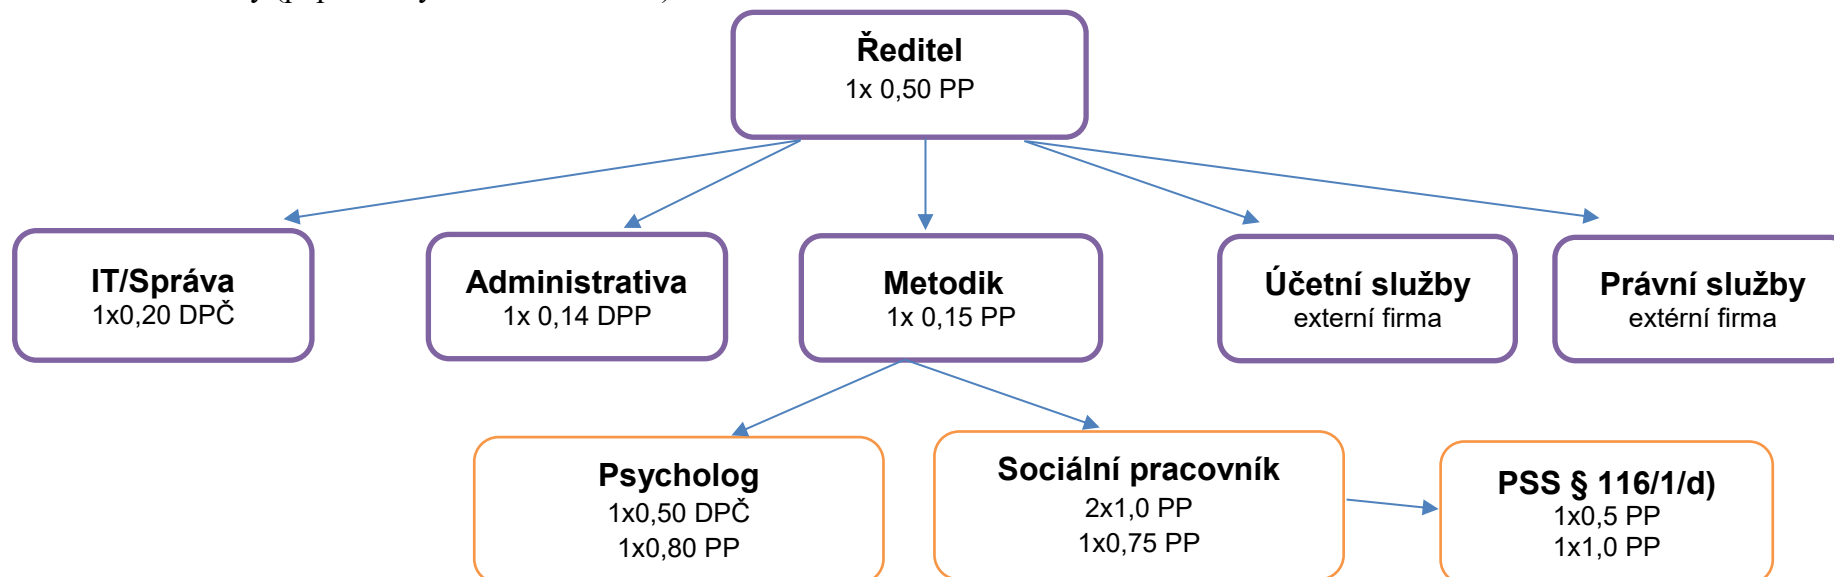 Ředitel
1x 0,50 PP
IT/Správa
1x0,20 DPČ
Administrativa
1x 0,14 DPP
Metodik
1x 0,15 PP
Účetní služby
externí firma
Právní služby
extérní firma
Psycholog
1x0,50 DPČ
1x0,80 PP
Sociální pracovník
2x1,0 PP
1x0,75 PP
PSS § 116/1/d)
1x0,5 PP
1x1,0 PP